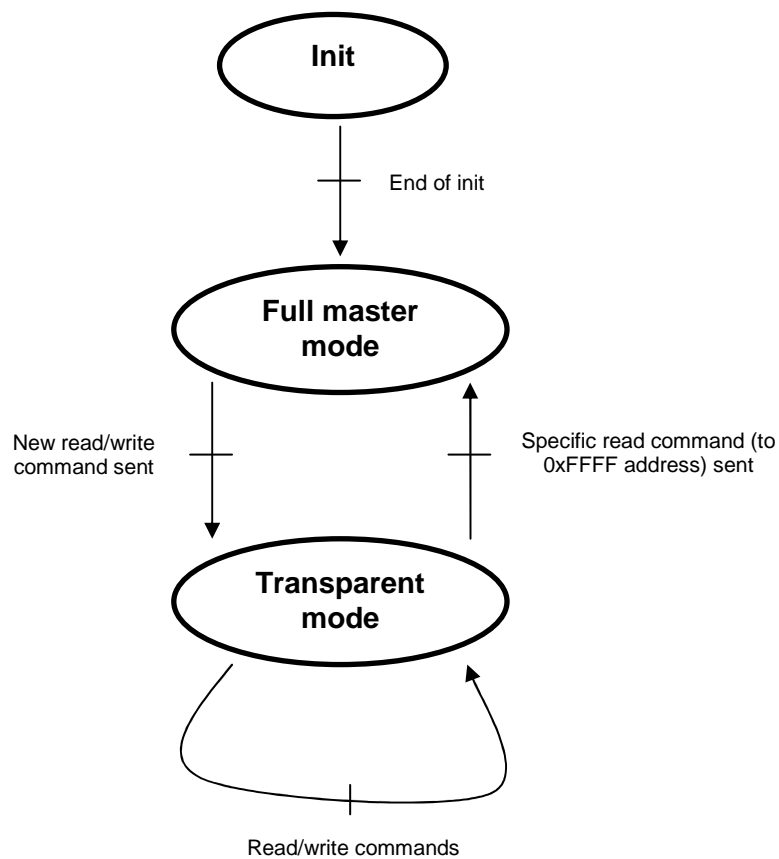 Init
End of init
Full master
mode
New read/write
command sent
Specific read command (to
0xFFFF address) sent
Transparent
mode
Read/write commands